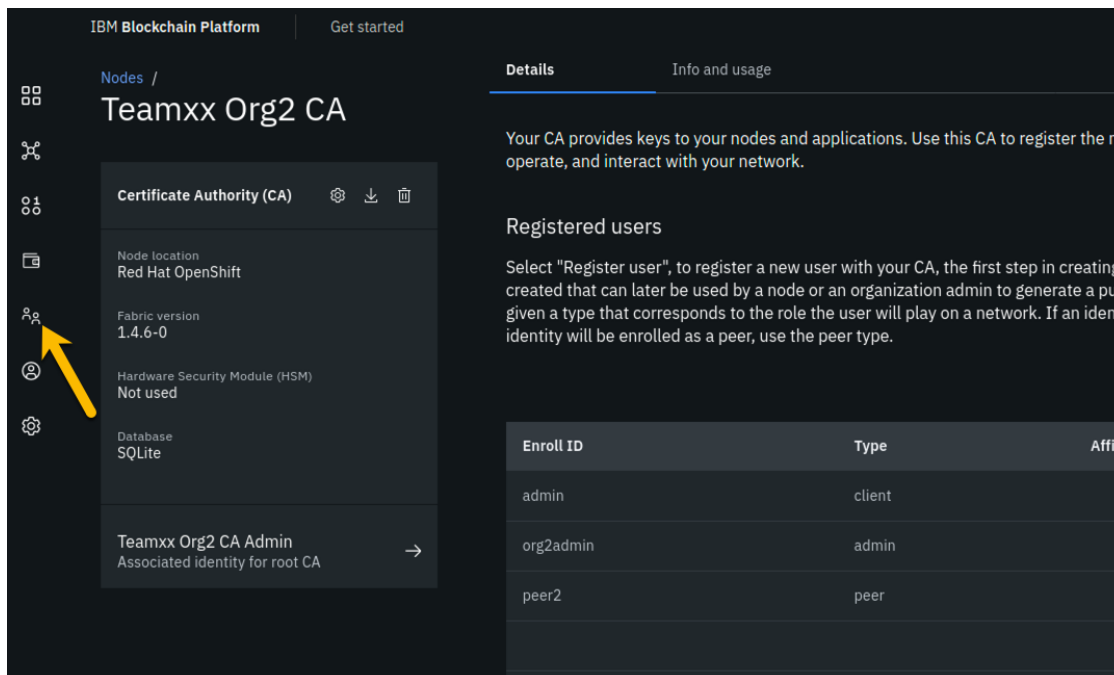 IBM Blockchain Platform
Get started
Nodes /
Teamxx Org2 CA
Certificate Authority (CA)
Node location
Red Hat OpenShift
Fabric version
1.4.6-0
Hardware Security Module (HSM)
Not used
Database
SQLite
Teamxx Org2 CA Admin
Associated identity for root CA
Details
Info and usage
Your CA provides keys to your nodes and applications. Use this CA to register the
operate, and interact with your network.
Registered users
Select "Register user", to register a new user with your CA, the first step in creating
created that can later be used by a node or an organization admin to generate a pu
given a type that corresponds to the role the user will play on a network. If an iden
identity will be enrolled as a peer, use the peer type.
Enroll ID Type Affi
admin client
org2admin admin
peer2 peer